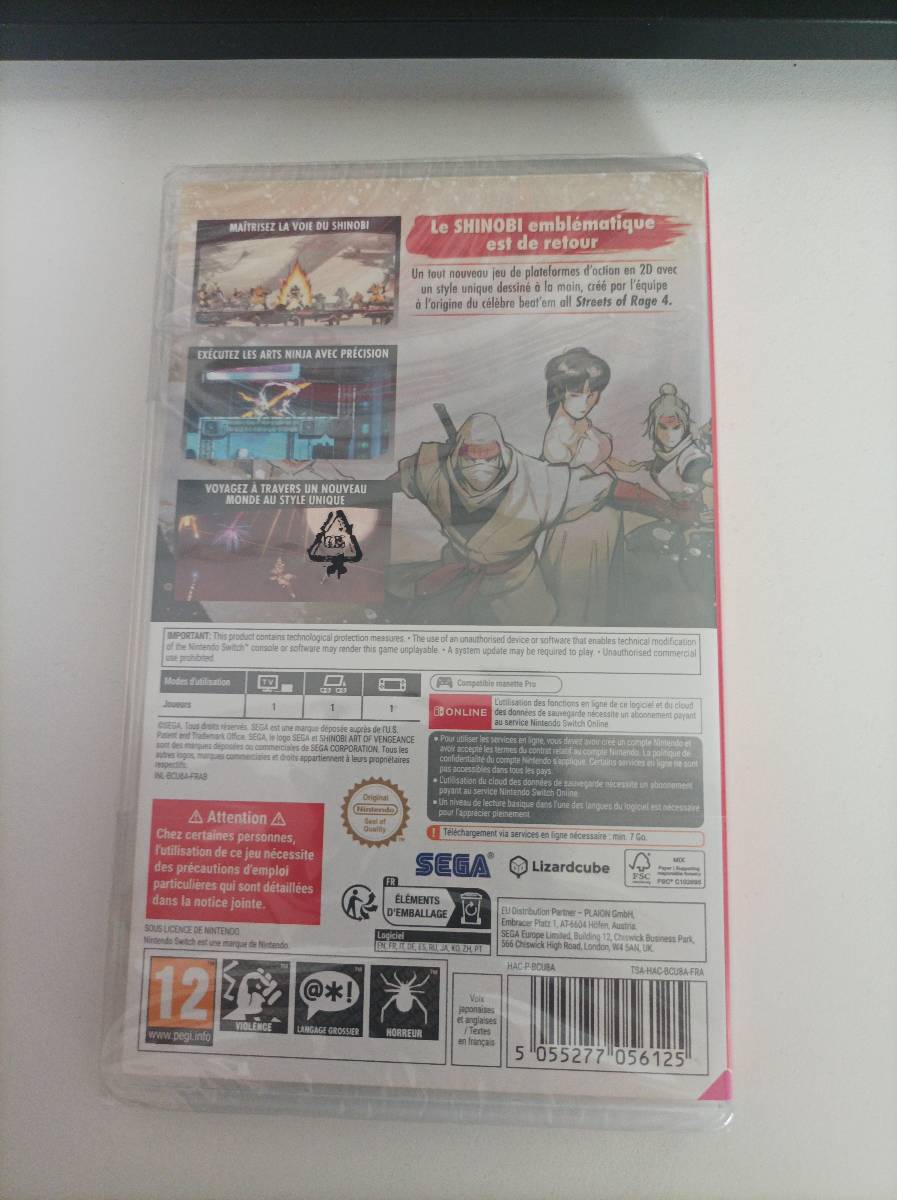 MAÎTRISEZ LA VOIE DU SHINOBI
Le SHINOBI emblématique
est de retour
Un tout nouveau jeu de plateformes d'action en 2D avec
un style unique dessiné à la main, créé par l'équipe
à l'origine du célèbre beat'em all Streets of Rage 4.
EXÉCUTEZ LES ARTS NINJA AVEC PRÉCISION
VOYAGEZ À TRAVERS UN NOUVEAU
MONDE AU STYLE UNIQUE
IMPORTANT: This product contains technological protection measures. • The use of an unauthorised device or software that enables technical modification
of the Nintendo Switch™ console or software may render this game unplayable. • A system update may be required to play. • Unauthorised commercial
use prohibited.
Modes d'utilisation
TV
Joueurs
1
1
1
Compatible manette Pro
ONLINE
L'utilisation des fonctions en ligne de ce logiciel et du cloud
des données de sauvegarde nécessite un abonnement payant
au service Nintendo Switch Online.
©SEGA. Tous droits réservés. SEGA est une marque déposée auprès de l'U.S.
Patent and Trademark Office. SEGA, le logo SEGA et SHINOBI ART OF VENGEANCE
sont des marques déposées ou commerciales de SEGA CORPORATION. Tous les
autres logos, marques commerciales et droits appartiennent à leurs propriétaires
respectifs.
INL-BCU8A-FRAB
• Pour utiliser les services en ligne, vous devez avoir créé un compte Nintendo et
avoir accepté les termes du contrat relatif au compte Nintendo. La politique de
confidentialité du compte Nintendo s'applique. Certains services en ligne ne sont
pas accessibles dans tous les pays.
• L'utilisation du cloud des données de sauvegarde nécessite un abonnement
payant au service Nintendo Switch Online.
• Un niveau de lecture basique dans l'une des langues du logiciel est nécessaire
pour l'apprécier pleinement.
! Téléchargement via services en ligne nécessaire : min. 7 Go.
Original
Nintendo
Seal of
Quality
Attention
Chez certaines personnes,
l'utilisation de ce jeu nécessite
des précautions d'emploi
particulières qui sont détaillées
dans la notice jointe.
SEGA®
Lizardcube
FSC
MIX
Paper | Supporting
responsible forestry
FSC® C102695
FR
ÉLÉMENTS
D'EMBALLAGE
Logiciel
EN, FR, IT, DE, ES, RU, JA, KO, ZH, PT
EU Distribution Partner – PLAION GmbH,
Embracer Platz 1, AT-6604 Höfen, Austria.
SEGA Europe Limited, Building 12, Chiswick Business Park,
566 Chiswick High Road, London, W4 5AN, UK.
SOUS LICENCE DE NINTENDO.
Nintendo Switch est une marque de Nintendo.
HAC-P-BCU8A
TSA-HAC-BCU8A-FRA
12
www.pegi.info
VIOLENCE
@*!
LANGAGE GROSSIER
HORREUR
Voix
japonaises
et anglaises
/ Textes
en français
5 055277 056125